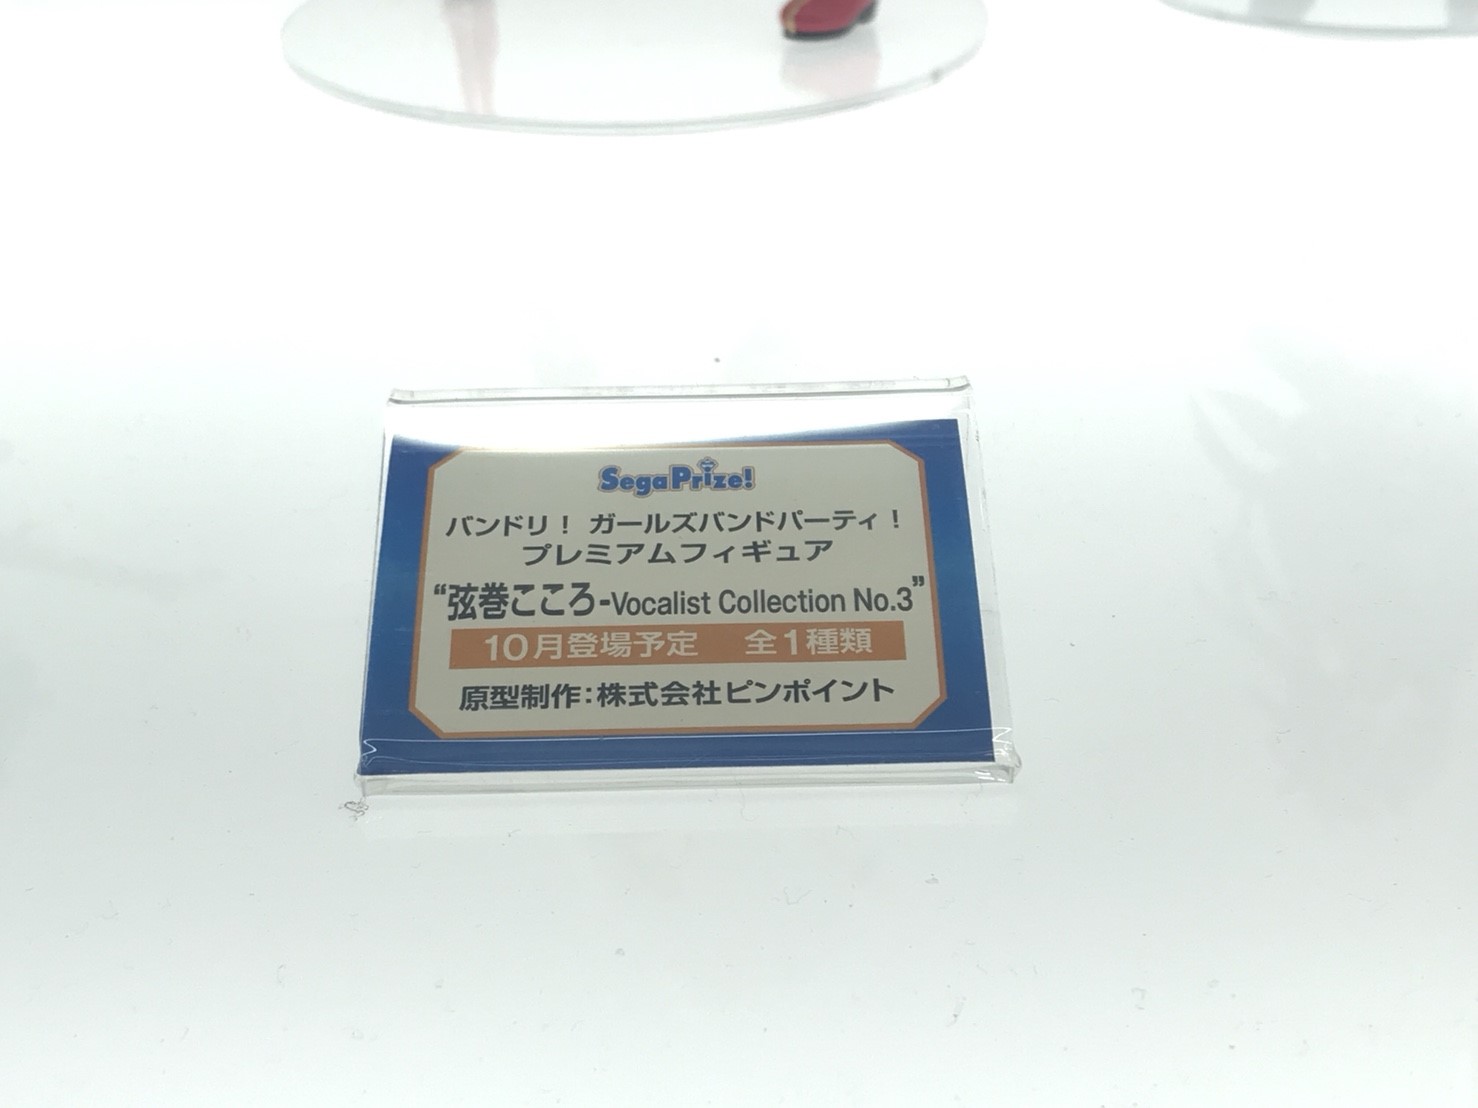 SegaPrize!
バンドリ！ ガールズバンドパーティ！
プレミアムフィギュア
“弦巻こころ-Vocalist Collection No.3”
10月登場予定 全1種類
原型制作：株式会社ピンポイント